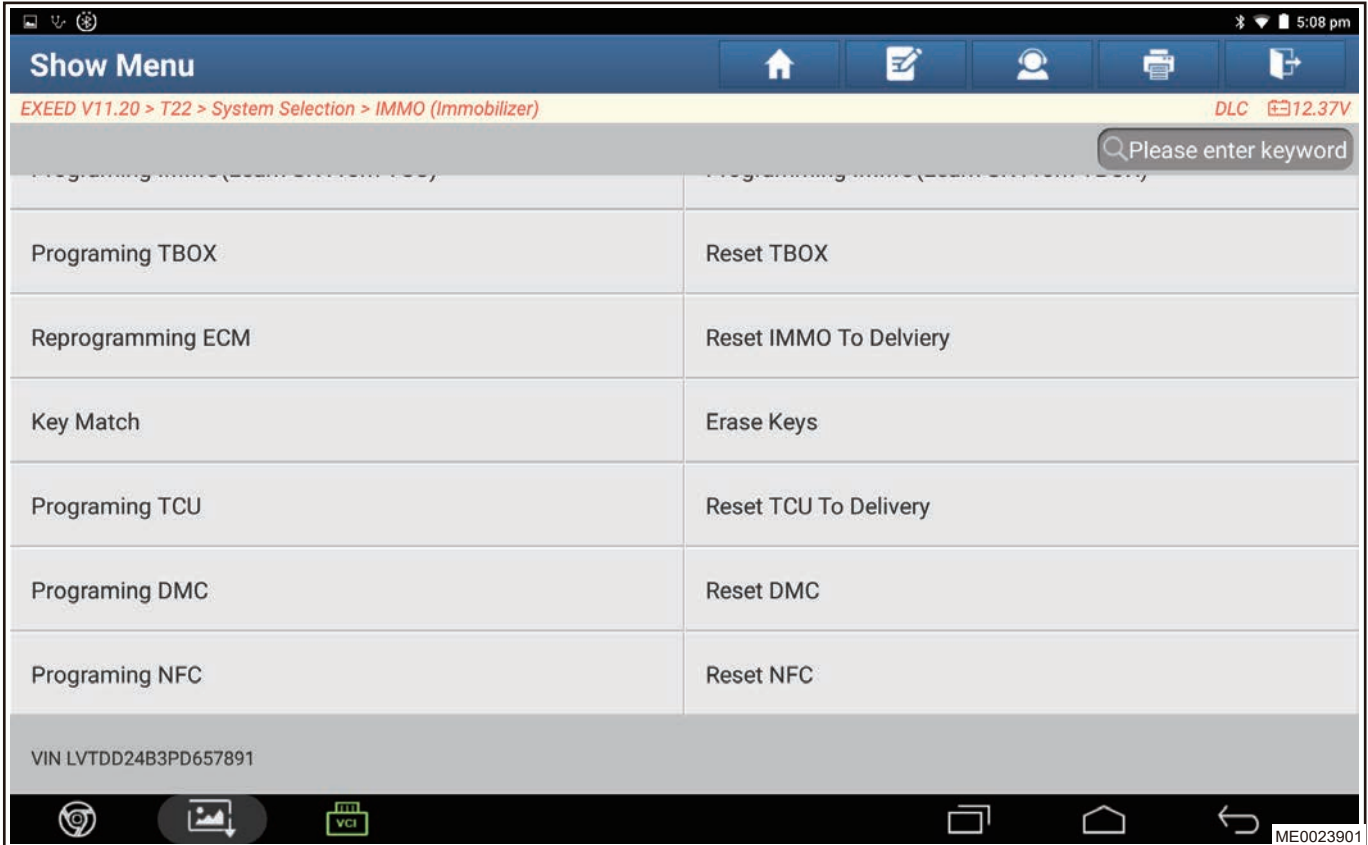 5:08 pm
Show Menu
EXEED V11.20 > T22 > System Selection > IMMO (Immobilizer)
DLC 12.37V
Please enter keyword
Programing TBOX
Reset TBOX
Reprogramming ECM
Reset IMMO To Delviery
Key Match
Erase Keys
Programing TCU
Reset TCU To Delivery
Programing DMC
Reset DMC
Programing NFC
Reset NFC
VIN LVTDD24B3PD657891
VCI
ME0023901